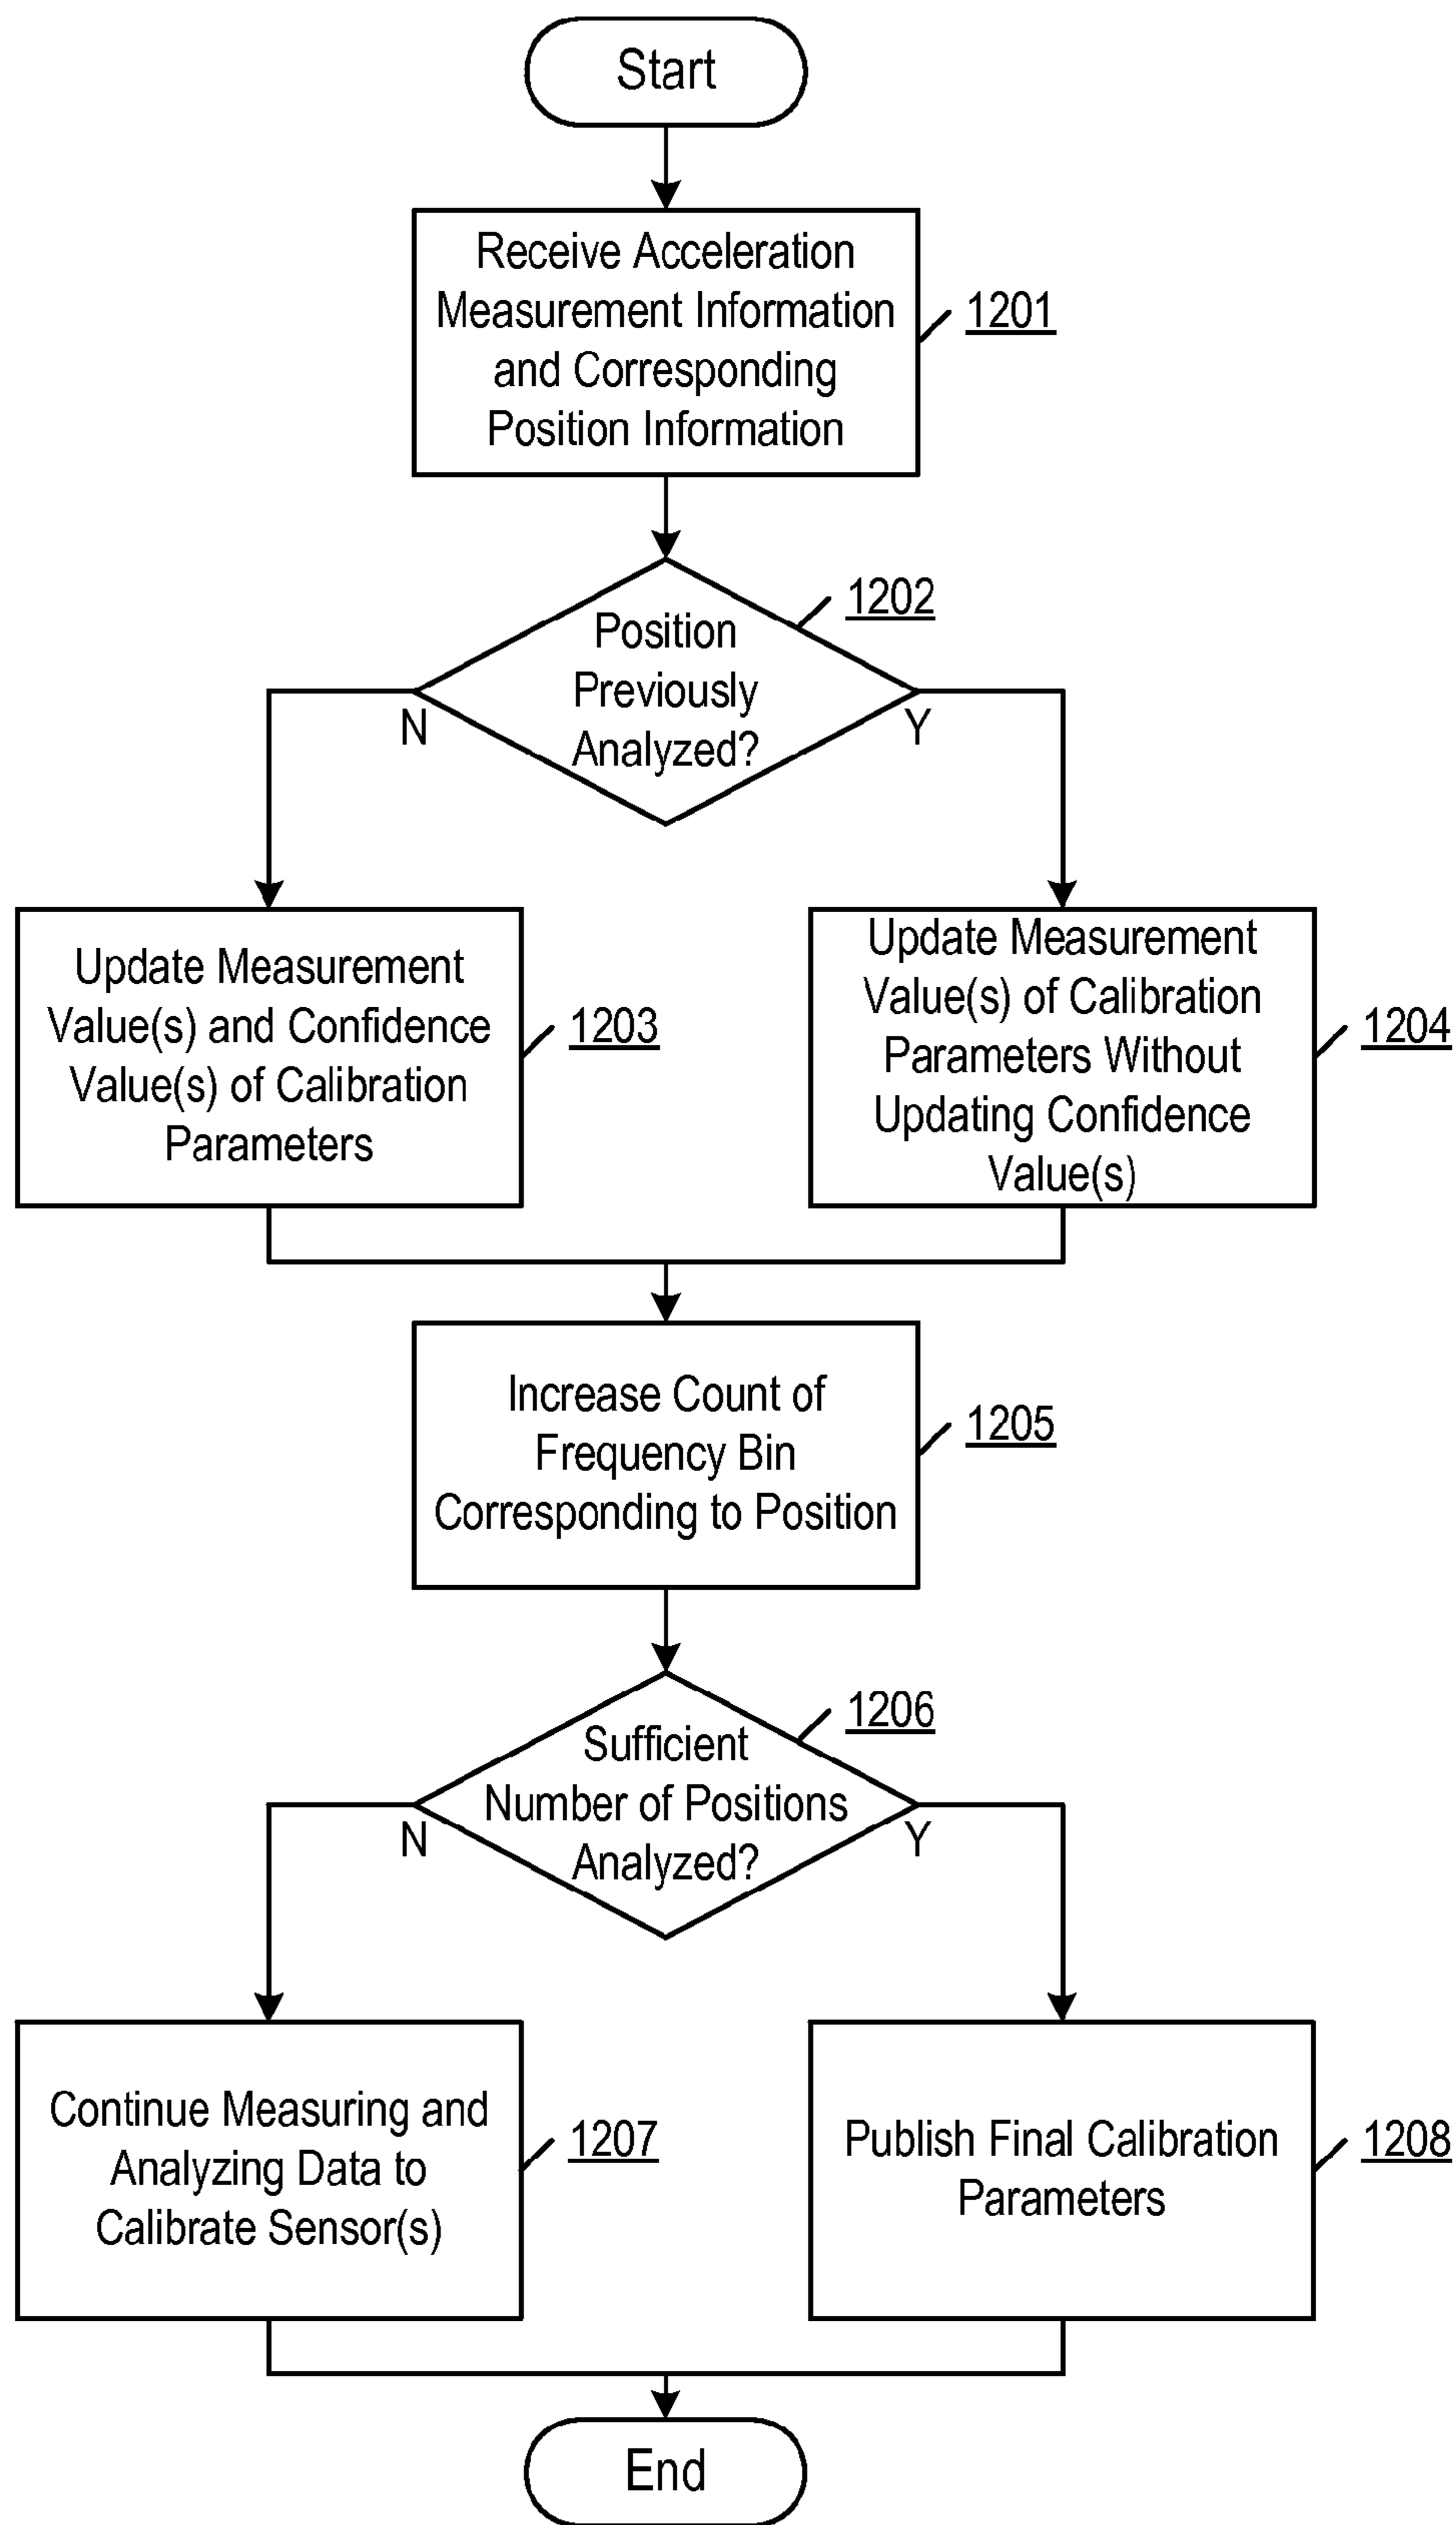 Start
Receive Acceleration
Measurement Information
and Corresponding
Position Information
1201
1202
Position
Previously
Analyzed?
N
Y
Update Measurement
Value(s) and Confidence
Value(s) of Calibration
Parameters
1203
Update Measurement
Value(s) of Calibration
Parameters Without
Updating Confidence
Value(s)
1204
Increase Count of
Frequency Bin
Corresponding to Position
1205
1206
Sufficient
Number of Positions
Analyzed?
N
Y
Continue Measuring and
Analyzing Data to
Calibrate Sensor(s)
1207
Publish Final Calibration
Parameters
1208
End